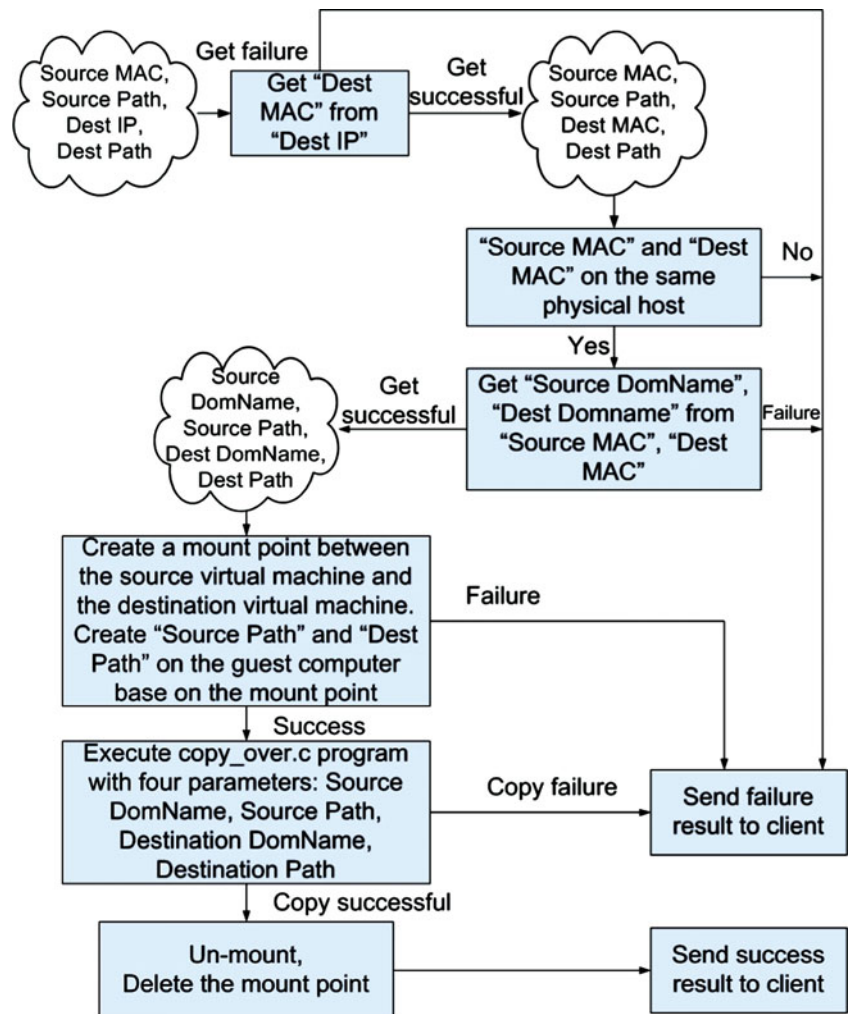 Get failure
Source MAC,
Source Path,
Dest IP,
Dest Path
Get “Dest
MAC” from
“Dest IP”
Get
successful
Source MAC,
Source Path,
Dest MAC,
Dest Path
“Source MAC” and “Dest
MAC” on the same
physical host
No
Yes
Get “Source DomName”,
“Dest Domname” from
“Source MAC”, “Dest
MAC”
Failure
Get
successful
Source
DomName,
Source Path,
Dest DomName,
Dest Path
Create a mount point between
the source virtual machine and
the destination virtual machine.
Create “Source Path” and “Dest
Path” on the guest computer
base on the mount point
Failure
Success
Execute copy_over.c program
with four parameters: Source
DomName, Source Path,
Destination DomName,
Destination Path
Copy failure
Send failure
result to client
Copy successful
Un-mount,
Delete the mount point
Send success
result to client